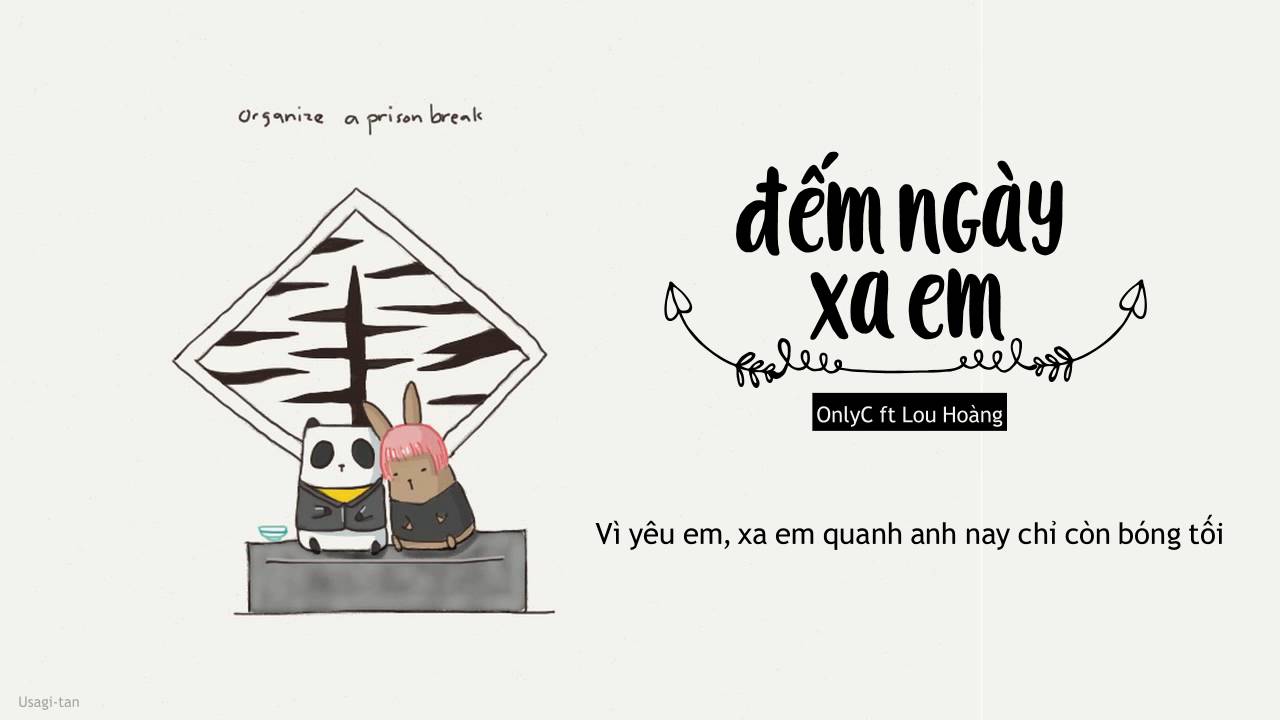 organize a prison break
đếm ngày
xa em
OnlyC ft Lou Hoàng
Vì yêu em, xa em quanh anh nay chỉ còn bóng tối
Usagi-tan